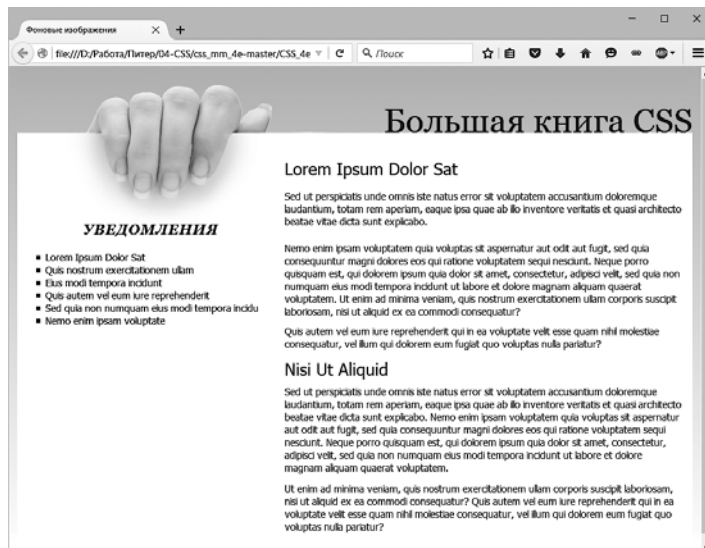 Фоновые изображения
file:///D:/Работа/Питер/04-CSS/css_mm_4e-master/CSS_4e
Поиск
ABP
Большая книга CSS
УВЕДОМЛЕНИЯ
Lorem Ipsum Dolor Sat
Quis nostrum exercitationem ullam
Eius modi tempora incidunt
Quis autem vel eum iure reprehenderit
Sed quia non numquam eius modi tempora incidu
Nemo enim ipsam voluptate
Lorem Ipsum Dolor Sat
Sed ut perspiciatis unde omnis iste natus error sit voluptatem accusantium doloremque
laudantium, totam rem aperiam, eaque ipsa quae ab illo inventore veritatis et quasi architecto
beatae vitae dicta sunt explicabo.
Nemo enim ipsam voluptatem quia voluptas sit aspernatur aut odit aut fugit, sed quia
consequuntur magni dolores eos qui ratione voluptatem sequi nesciunt. Neque porro
quisquam est, qui dolorem ipsum quia dolor sit amet, consectetur, adipisci velit, sed quia non
numquam eius modi tempora incidunt ut labore et dolore magnam aliquam quaerat
voluptatem. Ut enim ad minima veniam, quis nostrum exercitationem ullam corporis suscipit
laboriosam, nisi ut aliquid ex ea commodi consequatur?
Quis autem vel eum iure reprehenderit qui in ea voluptate velit esse quam nihil molestiae
consequatur, vel illum qui dolorem eum fugiat quo voluptas nulla pariatur?
Nisi Ut Aliquid
Sed ut perspiciatis unde omnis iste natus error sit voluptatem accusantium doloremque
laudantium, totam rem aperiam, eaque ipsa quae ab illo inventore veritatis et quasi architecto
beatae vitae dicta sunt explicabo. Nemo enim ipsam voluptatem quia voluptas sit aspernatur
aut odit aut fugit, sed quia consequuntur magni dolores eos qui ratione voluptatem sequi
nesciunt. Neque porro quisquam est, qui dolorem ipsum quia dolor sit amet, consectetur,
adipisci velit, sed quia non numquam eius modi tempora incidunt ut labore et dolore
magnam aliquam quaerat voluptatem.
Ut enim ad minima veniam, quis nostrum exercitationem ullam corporis suscipit laboriosam,
nisi ut aliquid ex ea commodi consequatur? Quis autem vel eum iure reprehenderit qui in ea
voluptate velit esse quam nihil molestiae consequatur, vel illum qui dolorem eum fugiat quo
voluptas nulla pariatur?